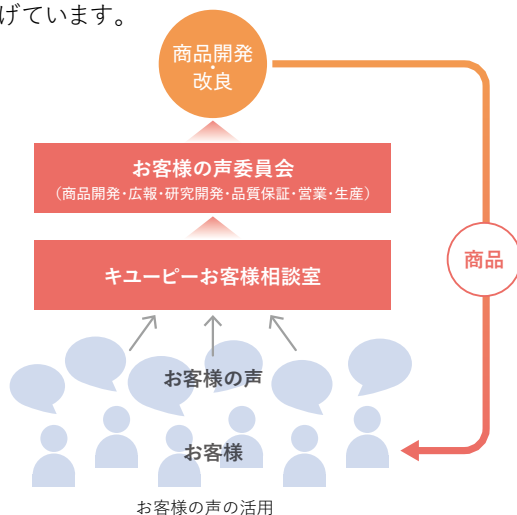 げています。
商品開発
・
改良
お客様の声委員会
（商品開発・広報・研究開発・品質保証・営業・生産）
商品
キユーピーお客様相談室
お客様の声
お客様
お客様の声の活用